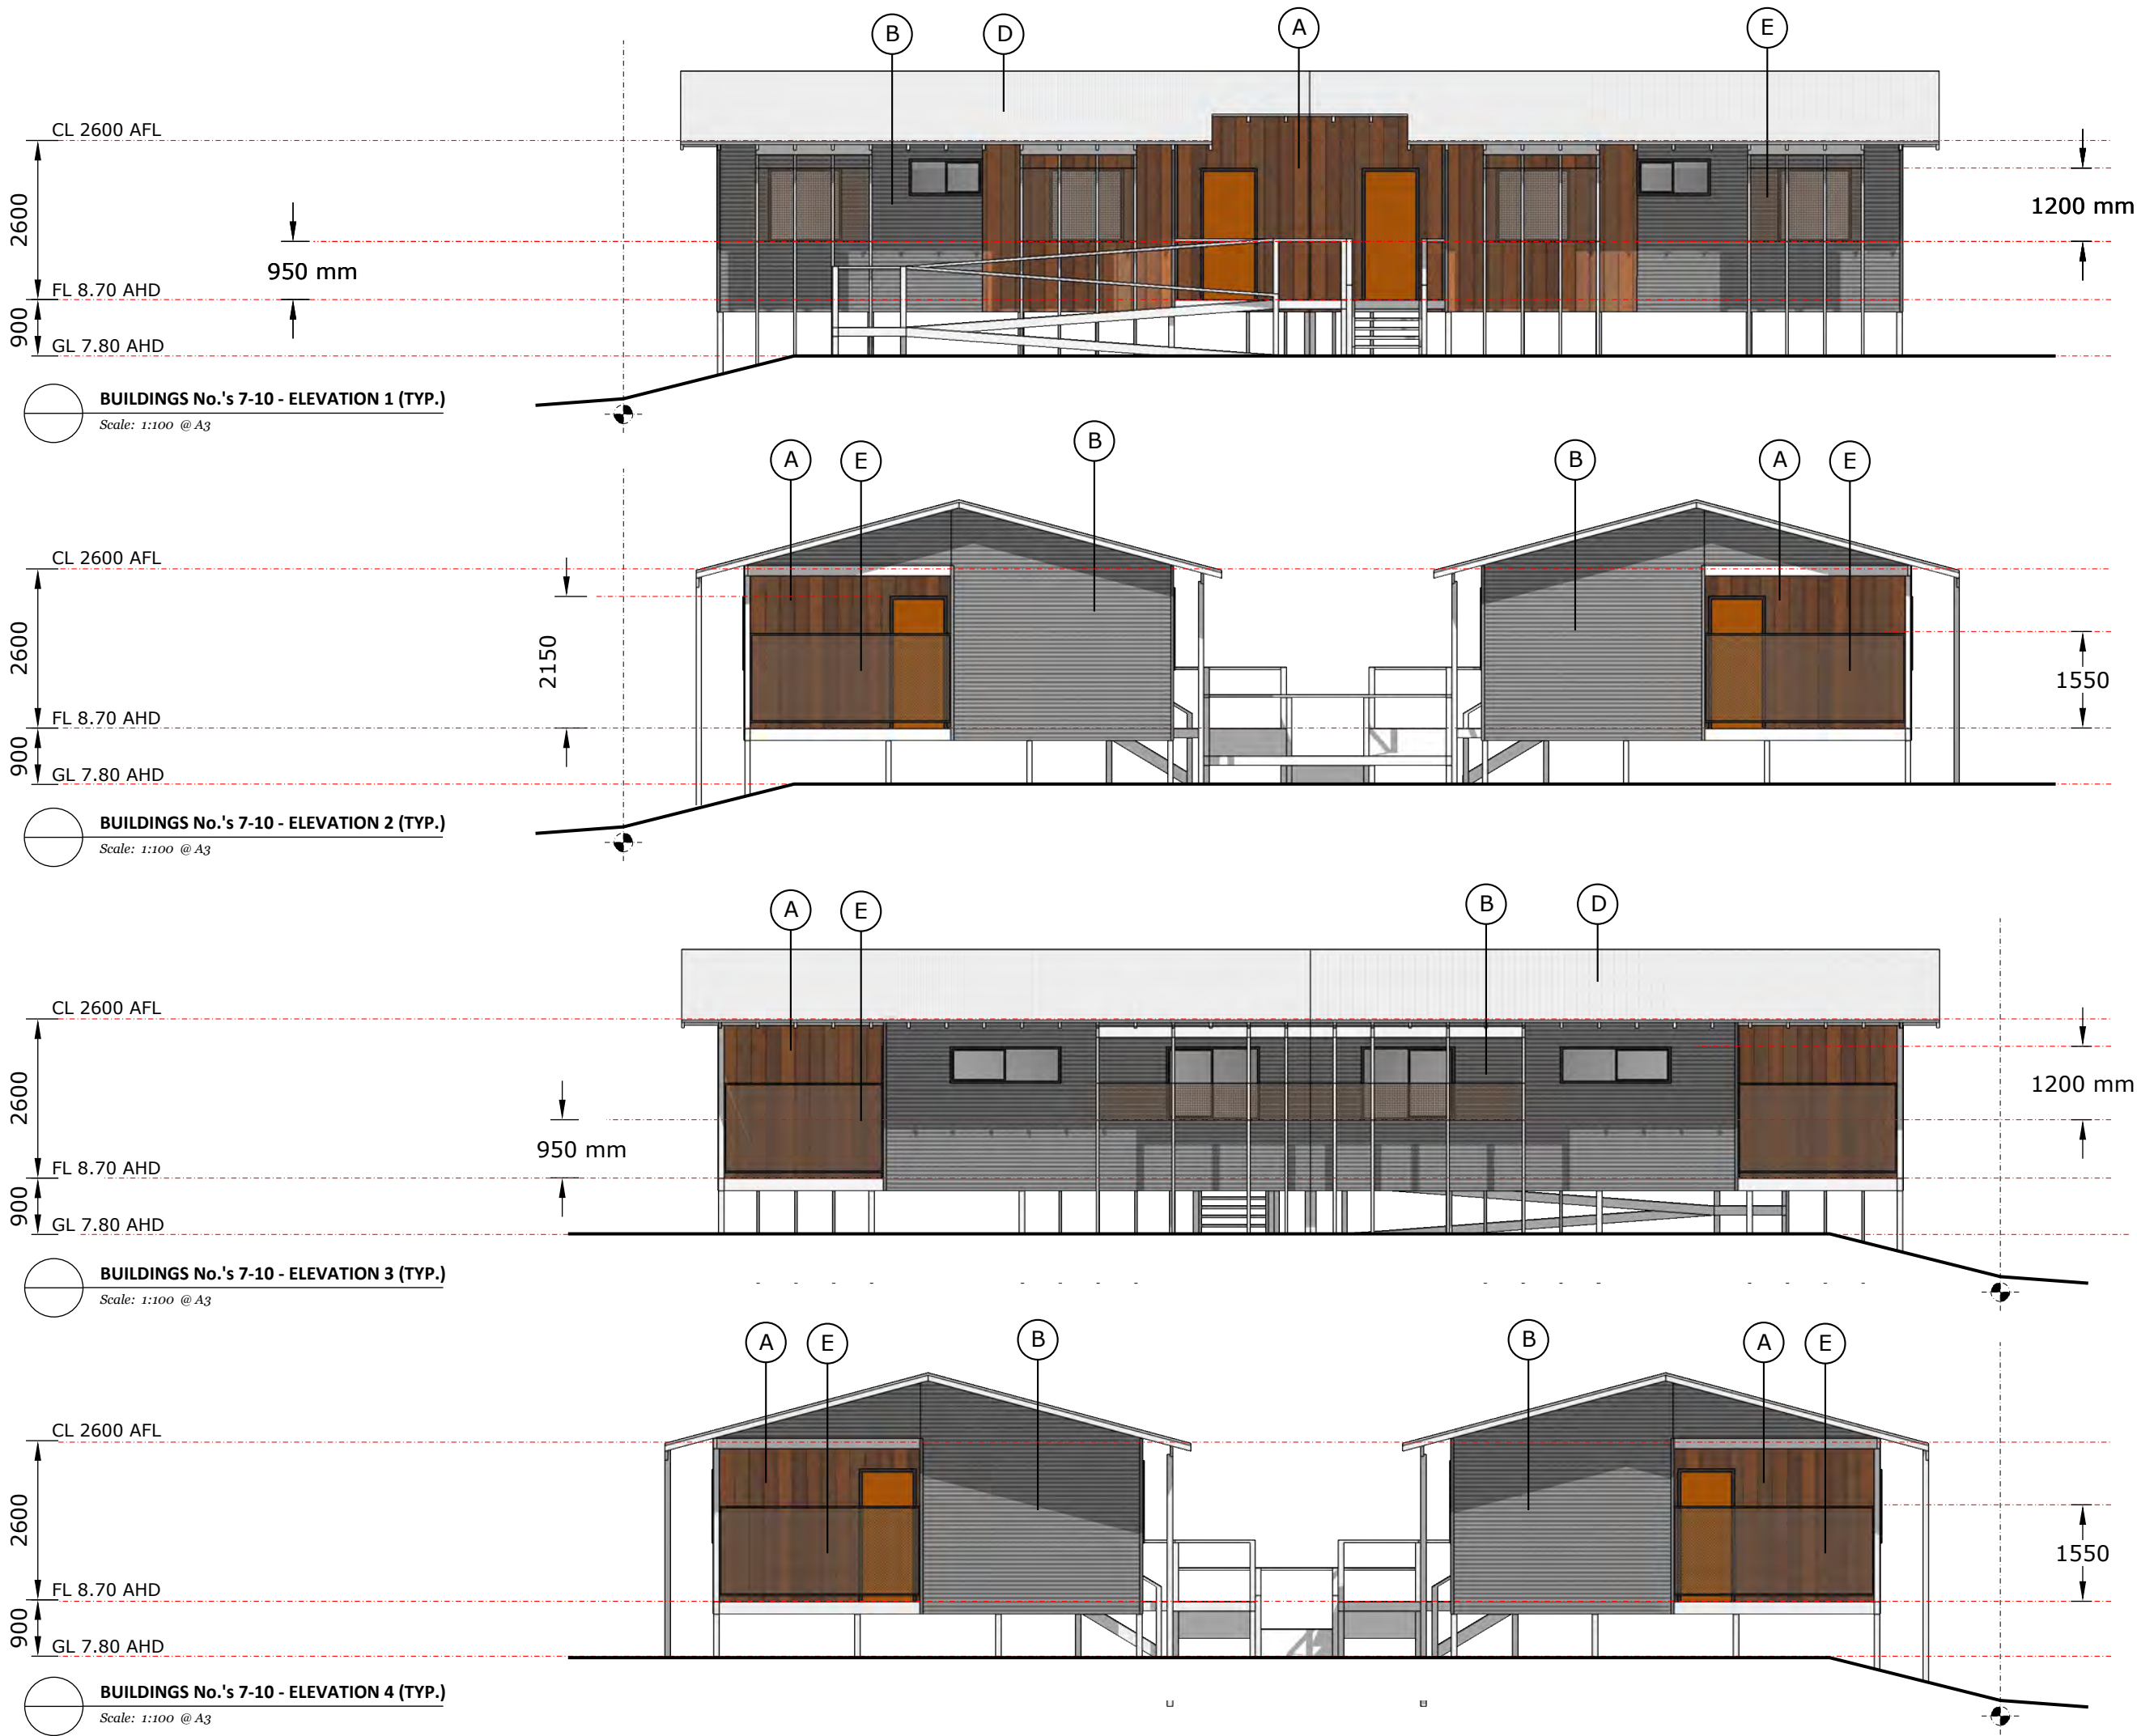 B D A E
CL 2600 AFL
2600
1200 mm
950 mm
FL 8.70 AHD
900
GL 7.80 AHD
BUILDINGS No.'s 7-10 - ELEVATION 1 (TYP.)
Scale: 1:100 @ A3
A E B B A E
CL 2600 AFL
2600
2150
1550
FL 8.70 AHD
900
GL 7.80 AHD
BUILDINGS No.'s 7-10 - ELEVATION 2 (TYP.)
Scale: 1:100 @ A3
A E B D
CL 2600 AFL
2600
1200 mm
950 mm
FL 8.70 AHD
900
GL 7.80 AHD
BUILDINGS No.'s 7-10 - ELEVATION 3 (TYP.)
Scale: 1:100 @ A3
A E B B A E
CL 2600 AFL
2600
1550
FL 8.70 AHD
900
GL 7.80 AHD
BUILDINGS No.'s 7-10 - ELEVATION 4 (TYP.)
Scale: 1:100 @ A3